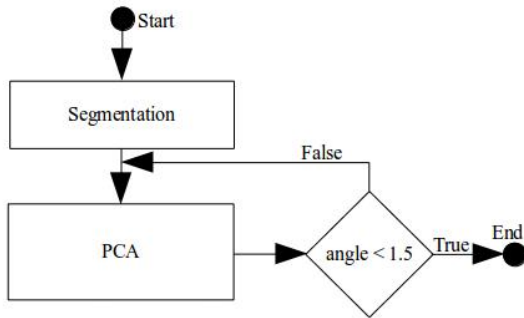 Start
Segmentation
False
PCA
angle < 1.5
True
End